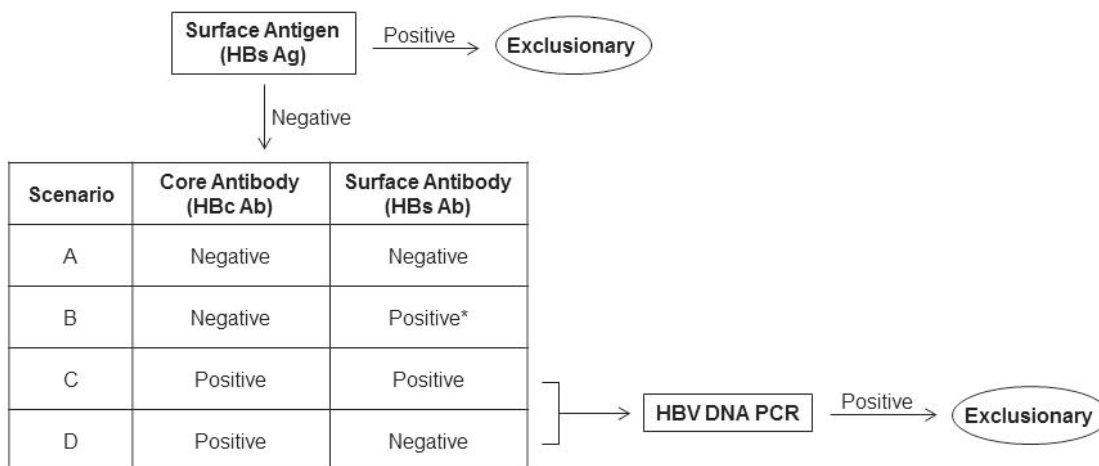 Surface Antigen
(HBs Ag)
Positive
Exclusionary
Negative
Scenario
Core Antibody
(HBc Ab)
Surface Antibody
(HBs Ab)
A Negative Negative
B Negative Positive*
C Positive Positive
D Positive Negative
HBV DNA PCR
Positive
Exclusionary